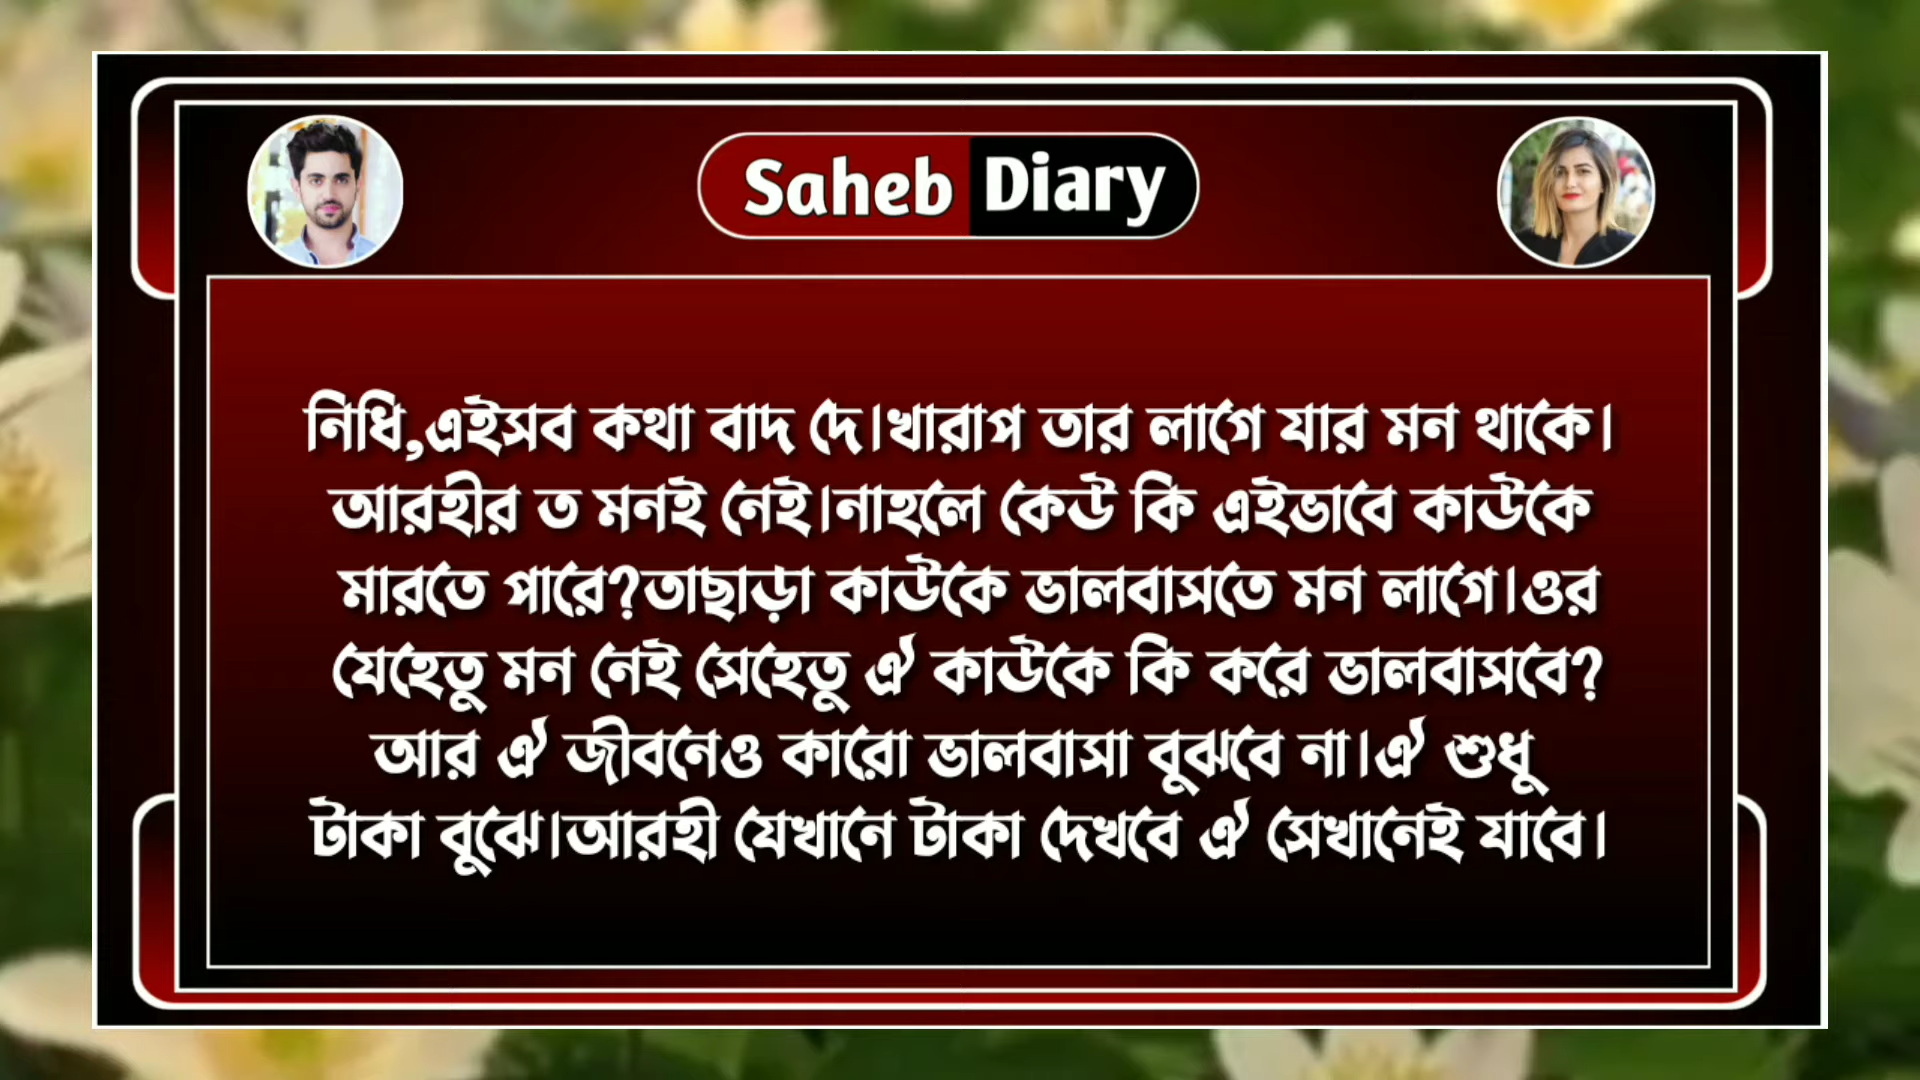 Saheb Diary
নিধি,এইসব কথা বাদ দে।খারাপ তার লাগে যার মন থাকে।
আরহীর ত মনই নেই।নাহলে কেউ কি এইভাবে কাউকে
মারতে পারে?তাছাড়া কাউকে ভালবাসতে মন লাগে।ওর
যেহেতু মন নেই সেহেতু ঐ কাউকে কি করে ভালবাসবে?
আর ঐ জীবনেও কারো ভালবাসা বুঝবে না।ঐ শুধু
টাকা বুঝে।আরহী যেখানে টাকা দেখবে ঐ সেখানেই যাবে।